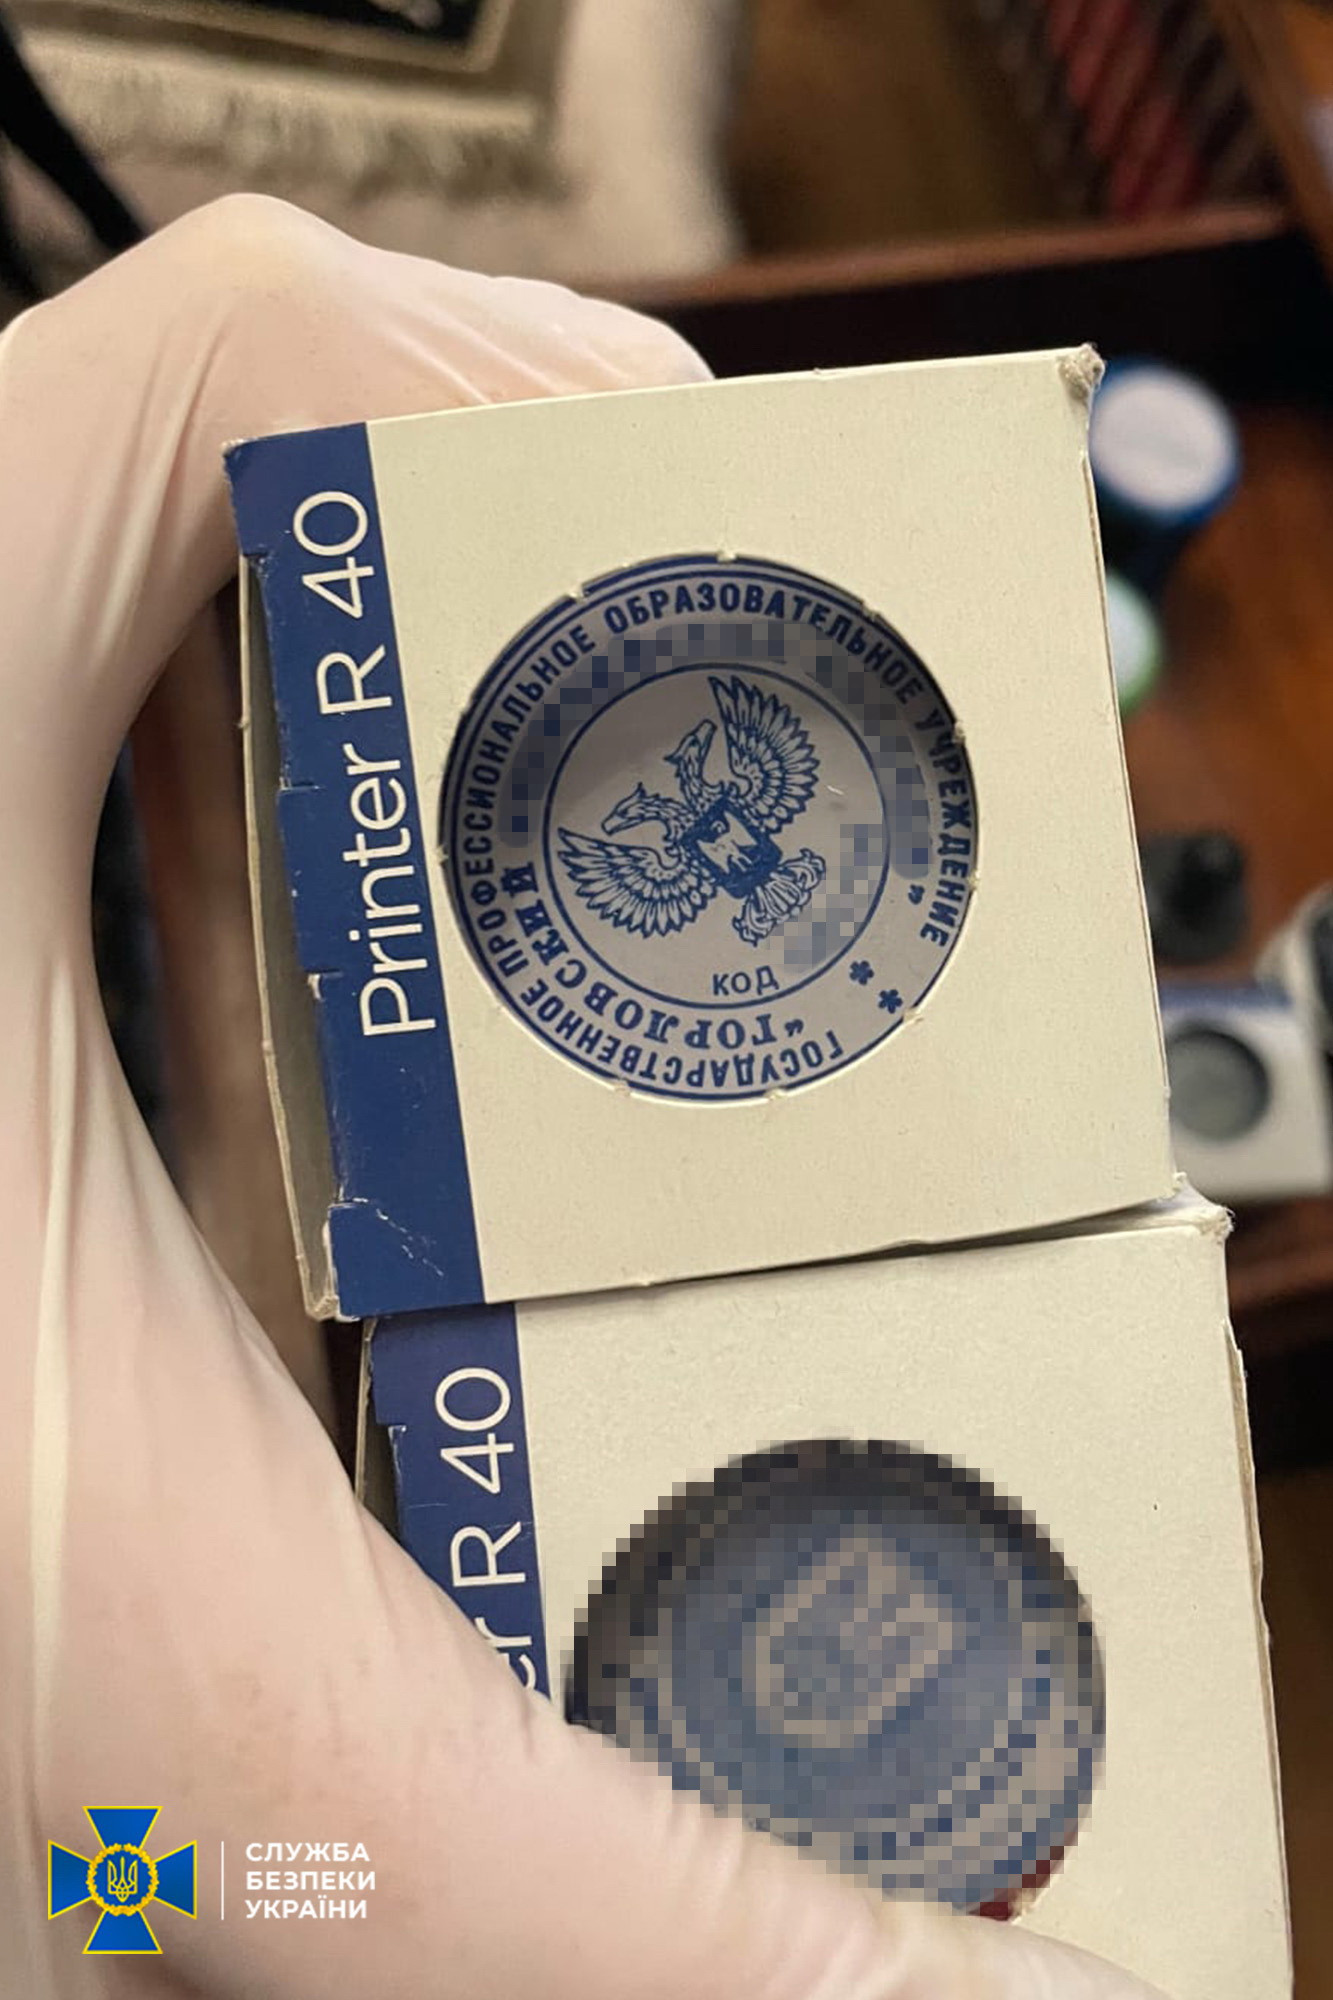 Printer R 40
ГОСУДАРСТВЕННОЕ ПРОФЕССИОНАЛЬНОЕ ОБРАЗОВАТЕЛЬНОЕ УЧРЕЖДЕНИЕ
"ГОРЛОВСКИЙ "
**
КОД
R 40
СЛУЖБА
БЕЗПЕКИ
УКРАЇНИ